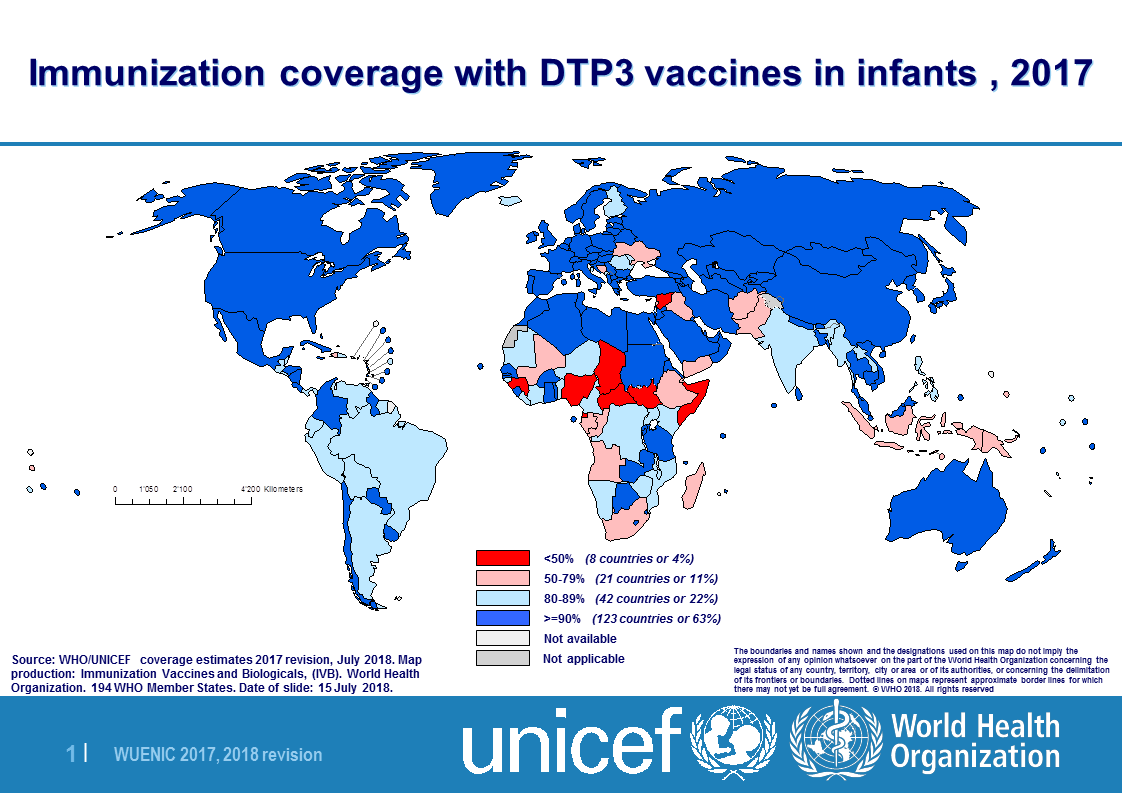 Immunization coverage with DTP3 vaccines in infants , 2017
0 1'050 2'100 4'200 Kilometers
<50% (8 countries or 4%)
50-79% (21 countries or 11%)
80-89% (42 countries or 22%)
>=90% (123 countries or 63%)
Not available
Not applicable
Source: WHO/UNICEF coverage estimates 2017 revision, July 2018. Map
production: Immunization Vaccines and Biologicals, (IVB). World Health
Organization. 194 WHO Member States. Date of slide: 15 July 2018.
The boundaries and names shown and the designations used on this map do not imply the
expression of any opinion whatsoever on the part of the World Health Organization concerning the
legal status of any country, territory, city or area or of its authorities, or concerning the delimitation
of its frontiers or boundaries. Dotted lines on maps represent approximate border lines for which
there may not yet be full agreement. © WHO 2018. All rights reserved
1 | WUENIC 2017, 2018 revision
unicef
World Health
Organization